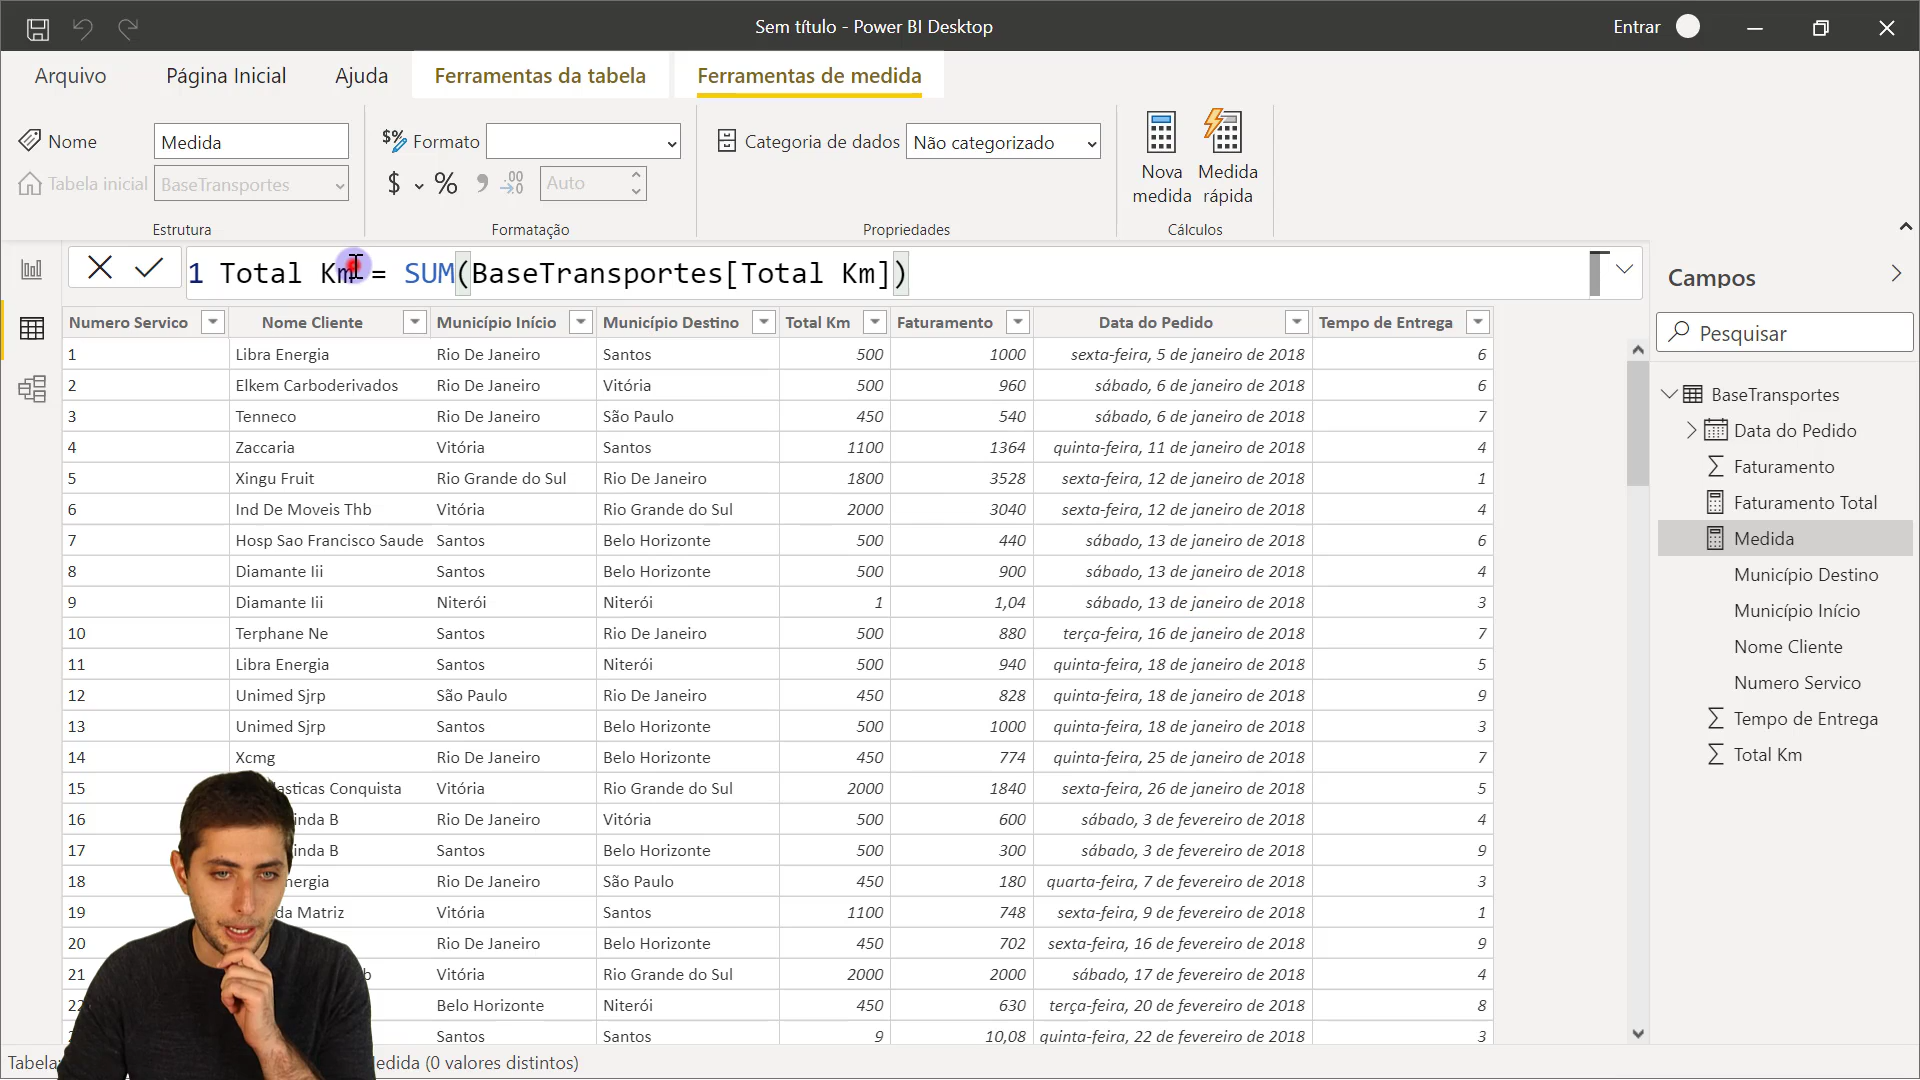 Sem título - Power BI Desktop
Entrar
Arquivo Página Inicial Ajuda Ferramentas da tabela Ferramentas de medida
Nome Medida
Tabela inicial BaseTransportes
Estrutura
$% Formato
$ % 9 .00 Auto
Formatação
Categoria de dados Não categorizado
Propriedades
Nova medida
Medida rápida
Cálculos
1 Total Km = SUM(BaseTransportes[Total Km])
Numero Servico Nome Cliente Município Início Município Destino Total Km Faturamento Data do Pedido Tempo de Entrega
1 Libra Energia Rio De Janeiro Santos 500 1000 sexta-feira, 5 de janeiro de 2018 6
2 Elkem Carboderivados Rio De Janeiro Vitória 500 960 sábado, 6 de janeiro de 2018 6
3 Tenneco Rio De Janeiro São Paulo 450 540 sábado, 6 de janeiro de 2018 7
4 Zaccaria Vitória Santos 1100 1364 quinta-feira, 11 de janeiro de 2018 4
5 Xingu Fruit Rio Grande do Sul Rio De Janeiro 1800 3528 sexta-feira, 12 de janeiro de 2018 1
6 Ind De Moveis Thb Vitória Rio Grande do Sul 2000 3040 sexta-feira, 12 de janeiro de 2018 4
7 Hosp Sao Francisco Saude Santos Belo Horizonte 500 440 sábado, 13 de janeiro de 2018 6
8 Diamante Iii Santos Belo Horizonte 500 900 sábado, 13 de janeiro de 2018 4
9 Diamante Iii Niterói Niterói 1 1,04 sábado, 13 de janeiro de 2018 3
10 Terphane Ne Santos Rio De Janeiro 500 880 terça-feira, 16 de janeiro de 2018 7
11 Libra Energia Santos Niterói 500 940 quinta-feira, 18 de janeiro de 2018 5
12 Unimed Sjrp São Paulo Rio De Janeiro 450 828 quinta-feira, 18 de janeiro de 2018 9
13 Unimed Sjrp Santos Belo Horizonte 500 1000 quinta-feira, 18 de janeiro de 2018 3
14 Xcmg Rio De Janeiro Belo Horizonte 450 774 quinta-feira, 25 de janeiro de 2018 7
15 asticas Conquista Vitória Rio Grande do Sul 2000 1840 sexta-feira, 26 de janeiro de 2018 5
16 inda B Rio De Janeiro Vitória 500 600 sábado, 3 de fevereiro de 2018 4
17 inda B Santos Belo Horizonte 500 300 sábado, 3 de fevereiro de 2018 9
18 nergia Rio De Janeiro São Paulo 450 180 quarta-feira, 7 de fevereiro de 2018 3
19 da Matriz Vitória Santos 1100 748 sexta-feira, 9 de fevereiro de 2018 1
20 Rio De Janeiro Belo Horizonte 450 702 sexta-feira, 16 de fevereiro de 2018 9
21 b Vitória Rio Grande do Sul 2000 2000 sábado, 17 de fevereiro de 2018 4
22 Belo Horizonte Niterói 450 630 terça-feira, 20 de fevereiro de 2018 8
Santos Santos 9 10,08 quinta-feira, 22 de fevereiro de 2018 3
Tabela: edida (0 valores distintos)
Campos
Pesquisar
BaseTransportes
Data do Pedido
Faturamento
Faturamento Total
Medida
Município Destino
Município Início
Nome Cliente
Numero Servico
Tempo de Entrega
Total Km